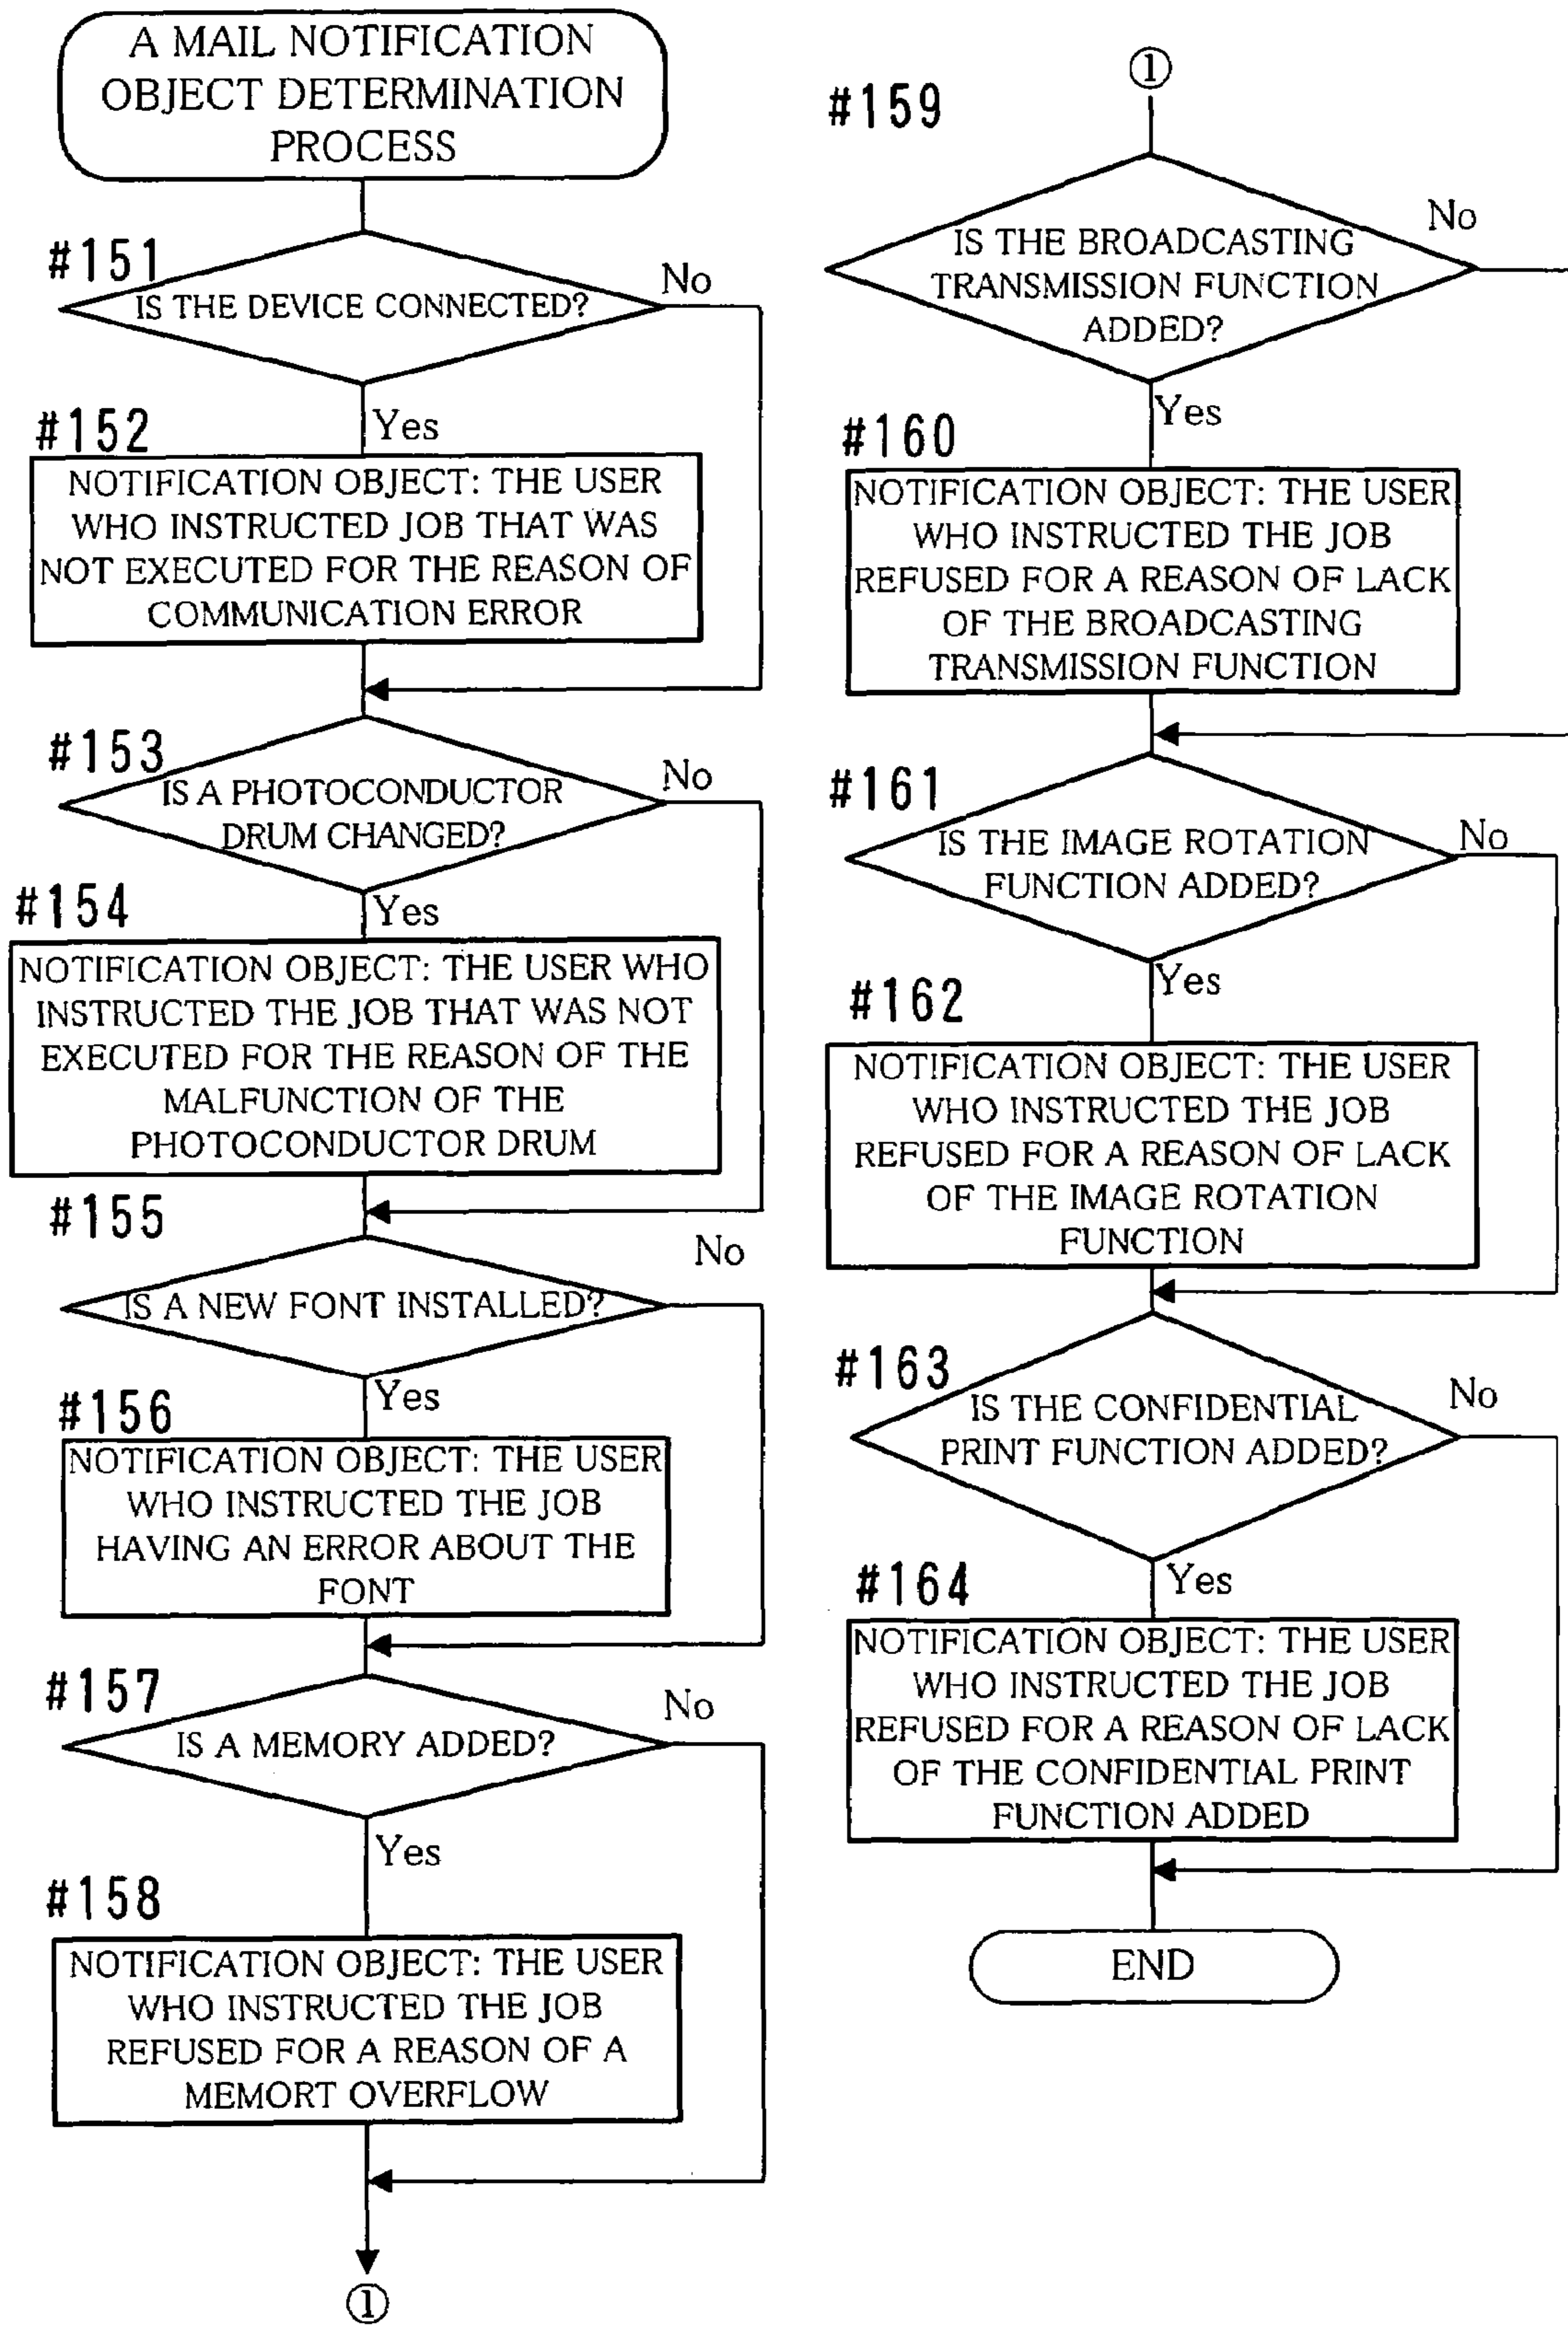 A MAIL NOTIFICATION
OBJECT DETERMINATION
PROCESS
#151
IS THE DEVICE CONNECTED?
No
Yes
#152
NOTIFICATION OBJECT: THE USER
WHO INSTRUCTED JOB THAT WAS
NOT EXECUTED FOR THE REASON OF
COMMUNICATION ERROR
#153
IS A PHOTOCONDUCTOR
DRUM CHANGED?
No
Yes
#154
NOTIFICATION OBJECT: THE USER WHO
INSTRUCTED THE JOB THAT WAS NOT
EXECUTED FOR THE REASON OF THE
MALFUNCTION OF THE
PHOTOCONDUCTOR DRUM
#155
No
IS A NEW FONT INSTALLED?
Yes
#156
NOTIFICATION OBJECT: THE USER
WHO INSTRUCTED THE JOB
HAVING AN ERROR ABOUT THE
FONT
#157
No
IS A MEMORY ADDED?
Yes
#158
NOTIFICATION OBJECT: THE USER
WHO INSTRUCTED THE JOB
REFUSED FOR A REASON OF A
MEMORT OVERFLOW
①
①
#159
No
IS THE BROADCASTING
TRANSMISSION FUNCTION
ADDED?
Yes
#160
NOTIFICATION OBJECT: THE USER
WHO INSTRUCTED THE JOB
REFUSED FOR A REASON OF LACK
OF THE BROADCASTING
TRANSMISSION FUNCTION
#161
No
IS THE IMAGE ROTATION
FUNCTION ADDED?
Yes
#162
NOTIFICATION OBJECT: THE USER
WHO INSTRUCTED THE JOB
REFUSED FOR A REASON OF LACK
OF THE IMAGE ROTATION
FUNCTION
#163
No
IS THE CONFIDENTIAL
PRINT FUNCTION ADDED?
Yes
#164
NOTIFICATION OBJECT: THE USER
WHO INSTRUCTED THE JOB
REFUSED FOR A REASON OF LACK
OF THE CONFIDENTIAL PRINT
FUNCTION ADDED
END